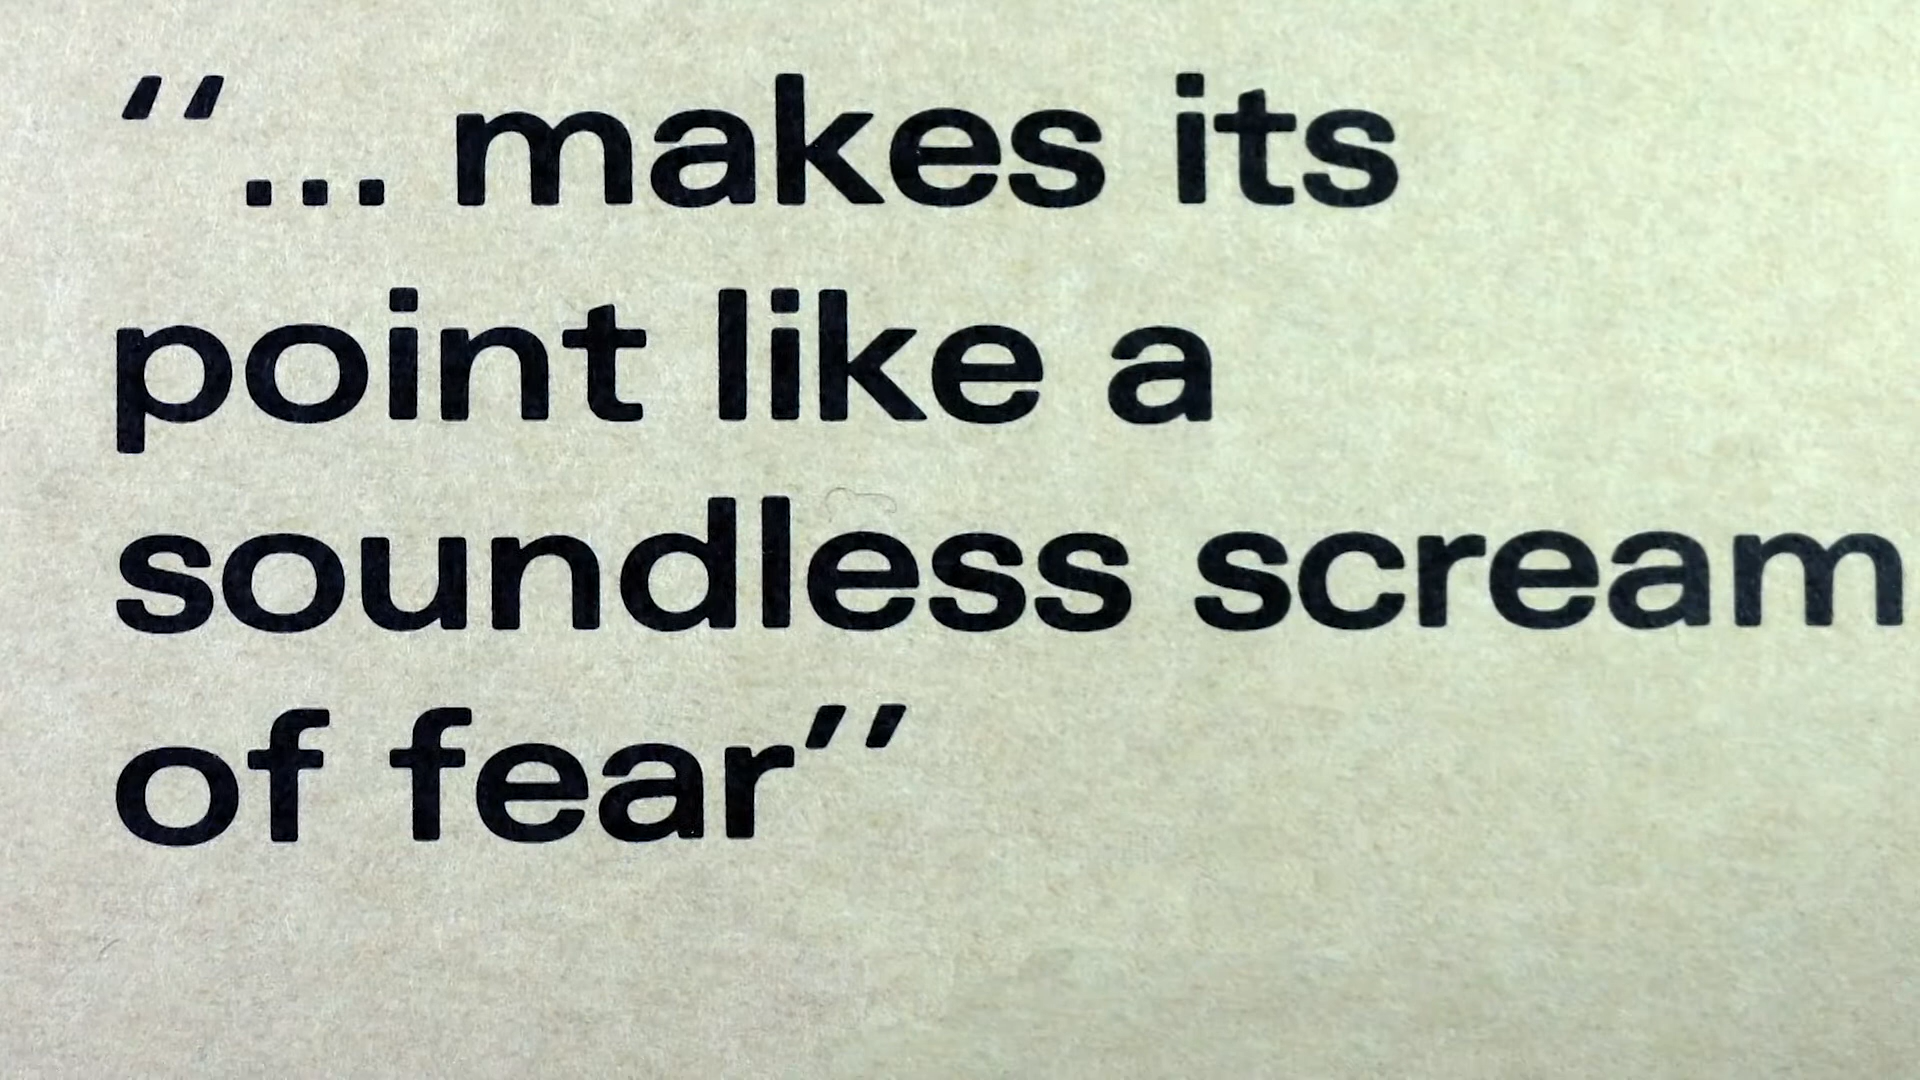 “... makes its
point like a
soundless scream
of fear”